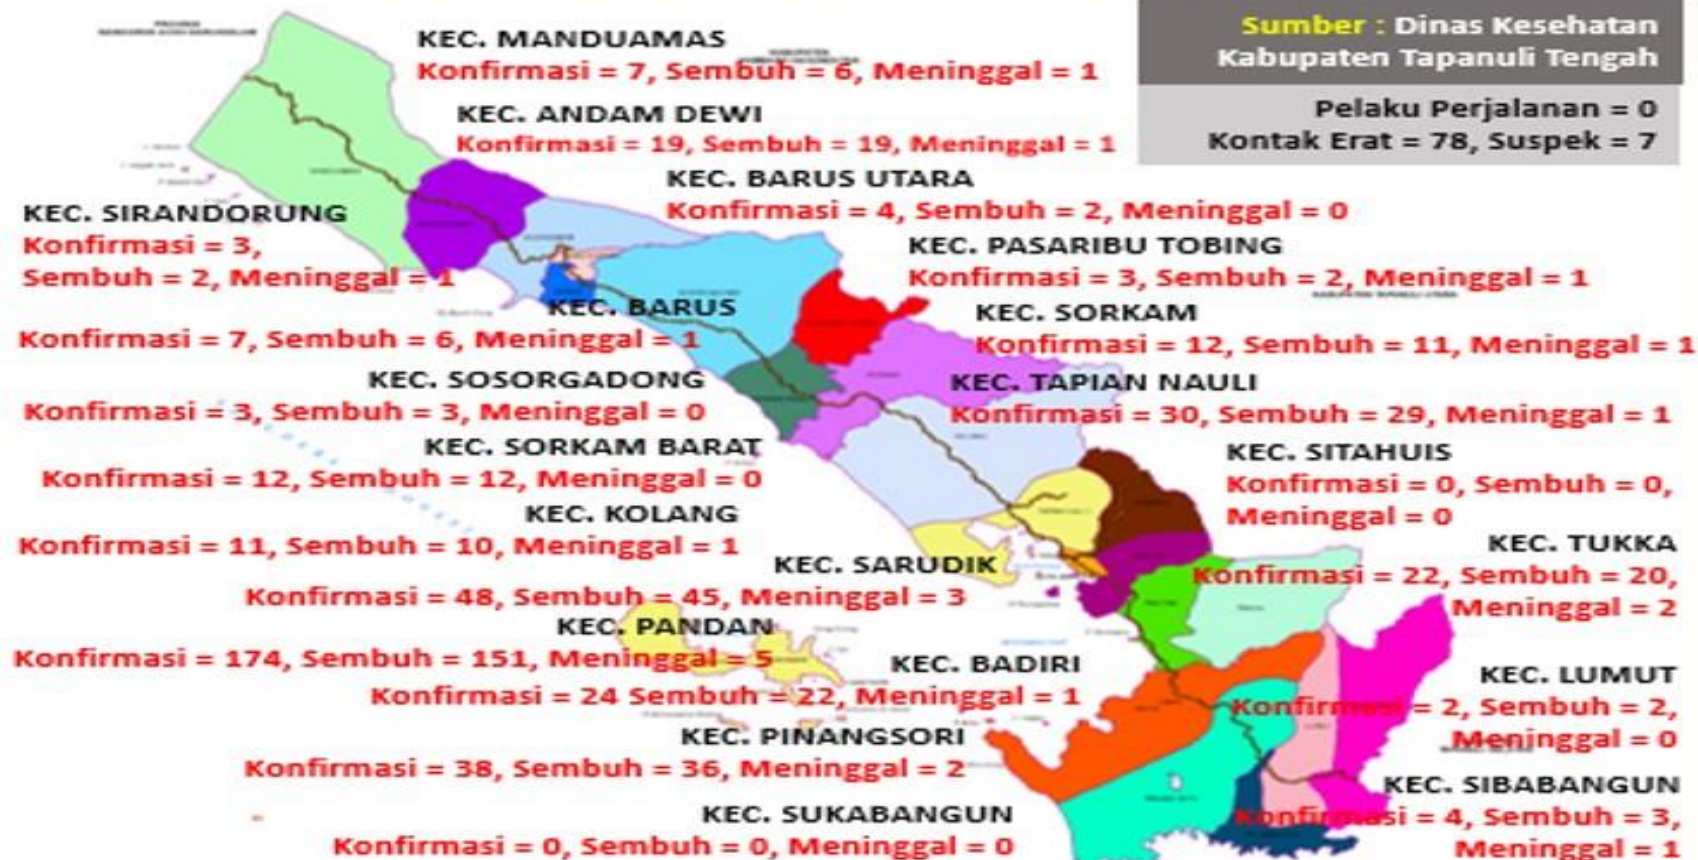 Sumber : Dinas Kesehatan
Kabupaten Tapanuli Tengah
Pelaku Perjalanan = 0
Kontak Erat = 78, Suspek = 7
KEC. MANDUAMAS
Konfirmasi = 7, Sembuh = 6, Meninggal = 1
KEC. ANDAM DEWI
Konfirmasi = 19, Sembuh = 19, Meninggal = 1
KEC. BARUS UTARA
Konfirmasi = 4, Sembuh = 2, Meninggal = 0
KEC. SIRANDORUNG
Konfirmasi = 3,
Sembuh = 2, Meninggal = 1
KEC. PASARIBU TOBING
Konfirmasi = 3, Sembuh = 2, Meninggal = 1
KEC. BARUS
Konfirmasi = 7, Sembuh = 6, Meninggal = 1
KEC. SORKAM
Konfirmasi = 12, Sembuh = 11, Meninggal = 1
KEC. SOSORGADONG
Konfirmasi = 3, Sembuh = 3, Meninggal = 0
KEC. TAPIAN NAULI
Konfirmasi = 30, Sembuh = 29, Meninggal = 1
KEC. SORKAM BARAT
Konfirmasi = 12, Sembuh = 12, Meninggal = 0
KEC. SITAHUIS
Konfirmasi = 0, Sembuh = 0,
Meninggal = 0
KEC. KOLANG
Konfirmasi = 11, Sembuh = 10, Meninggal = 1
KEC. TUKKA
Konfirmasi = 22, Sembuh = 20,
Meninggal = 2
KEC. SARUDIK
Konfirmasi = 48, Sembuh = 45, Meninggal = 3
KEC. PANDAN
Konfirmasi = 174, Sembuh = 151, Meninggal = 5
KEC. BADIRI
Konfirmasi = 24 Sembuh = 22, Meninggal = 1
KEC. LUMUT
Konfirmasi = 2, Sembuh = 2,
Meninggal = 0
KEC. PINANGSORI
Konfirmasi = 38, Sembuh = 36, Meninggal = 2
KEC. SIBABANGUN
Konfirmasi = 4, Sembuh = 3,
Meninggal = 1
KEC. SUKABANGUN
Konfirmasi = 0, Sembuh = 0, Meninggal = 0